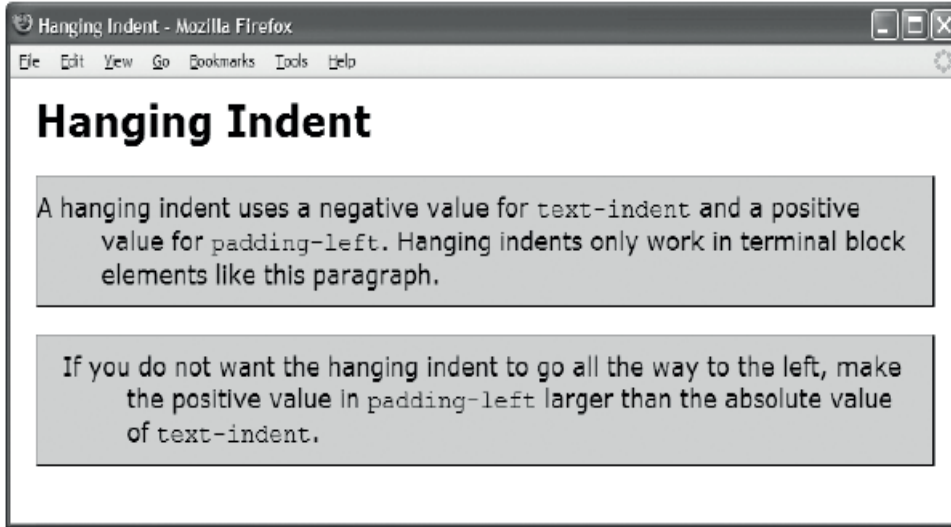 Hanging Indent - Mozilla Firefox
File Edit View Go Bookmarks Tools Help
Hanging Indent
A hanging indent uses a negative value for text-indent and a positive
value for padding-left. Hanging indents only work in terminal block
elements like this paragraph.
If you do not want the hanging indent to go all the way to the left, make
the positive value in padding-left larger than the absolute value
of text-indent.